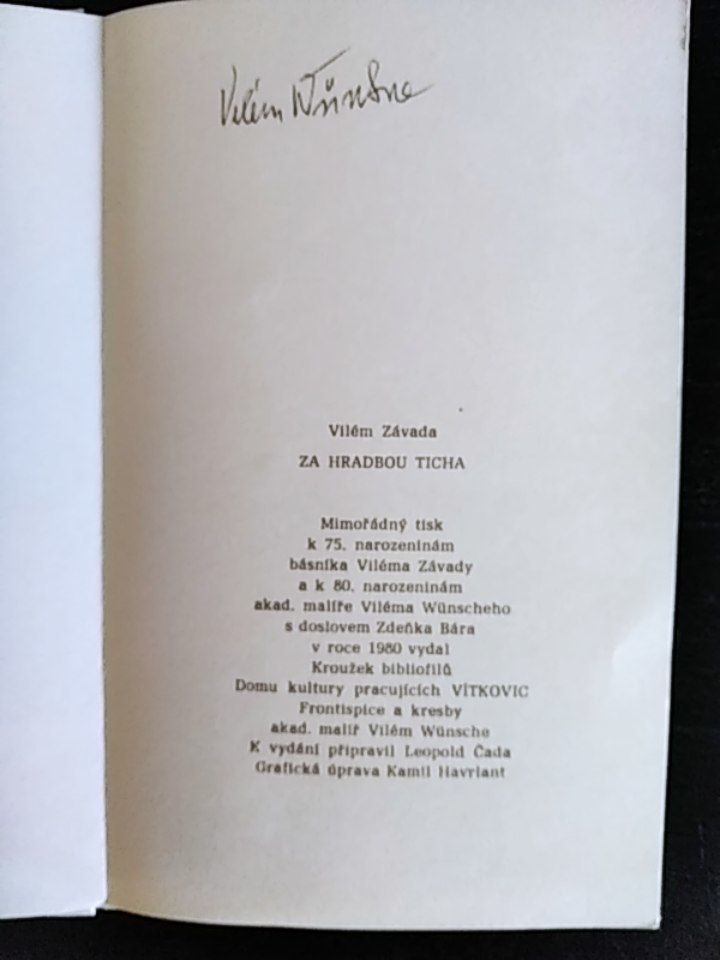 Vilém Wünsche
Vilém Závada
ZA HRADBOU TICHA
Mimořádný tisk
k 75. narozeninám
básníka Viléma Závady
a k 80. narozeninám
akad. malíře Viléma Wünscheho
s doslovem Zdeňka Bára
v roce 1980 vydal
Kroužek bibliofilů
Domu kultury pracujících VÍTKOVIC
Frontispice a kresby
akad. malíř Vilém Wünsche
K vydání připravil Leopold Čada
Grafická úprava Kamil Havrlant